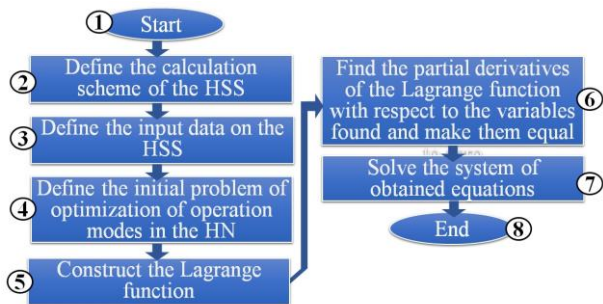 ① Start
② Define the calculation
scheme of the HSS
③ Define the input data on the
HSS
④ Define the initial problem of
optimization of operation
modes in the HN
⑤ Construct the Lagrange
function
Find the partial derivatives
of the Lagrange function ⑥
with respect to the variables
found and make them equal
Solve the system of
obtained equations ⑦
End ⑧